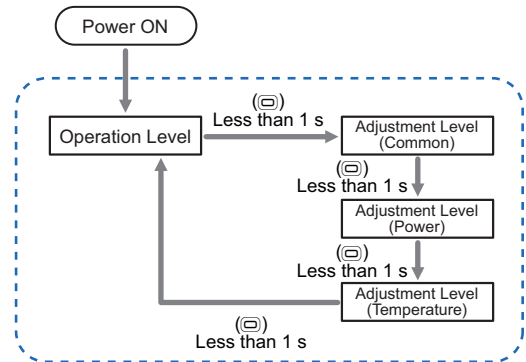 Power ON
Operation Level
(▭)
Less than 1 s
Adjustment Level
(Common)
(▭)
Less than 1 s
Adjustment Level
(Power)
(▭)
Less than 1 s
Adjustment Level
(Temperature)
(▭)
Less than 1 s